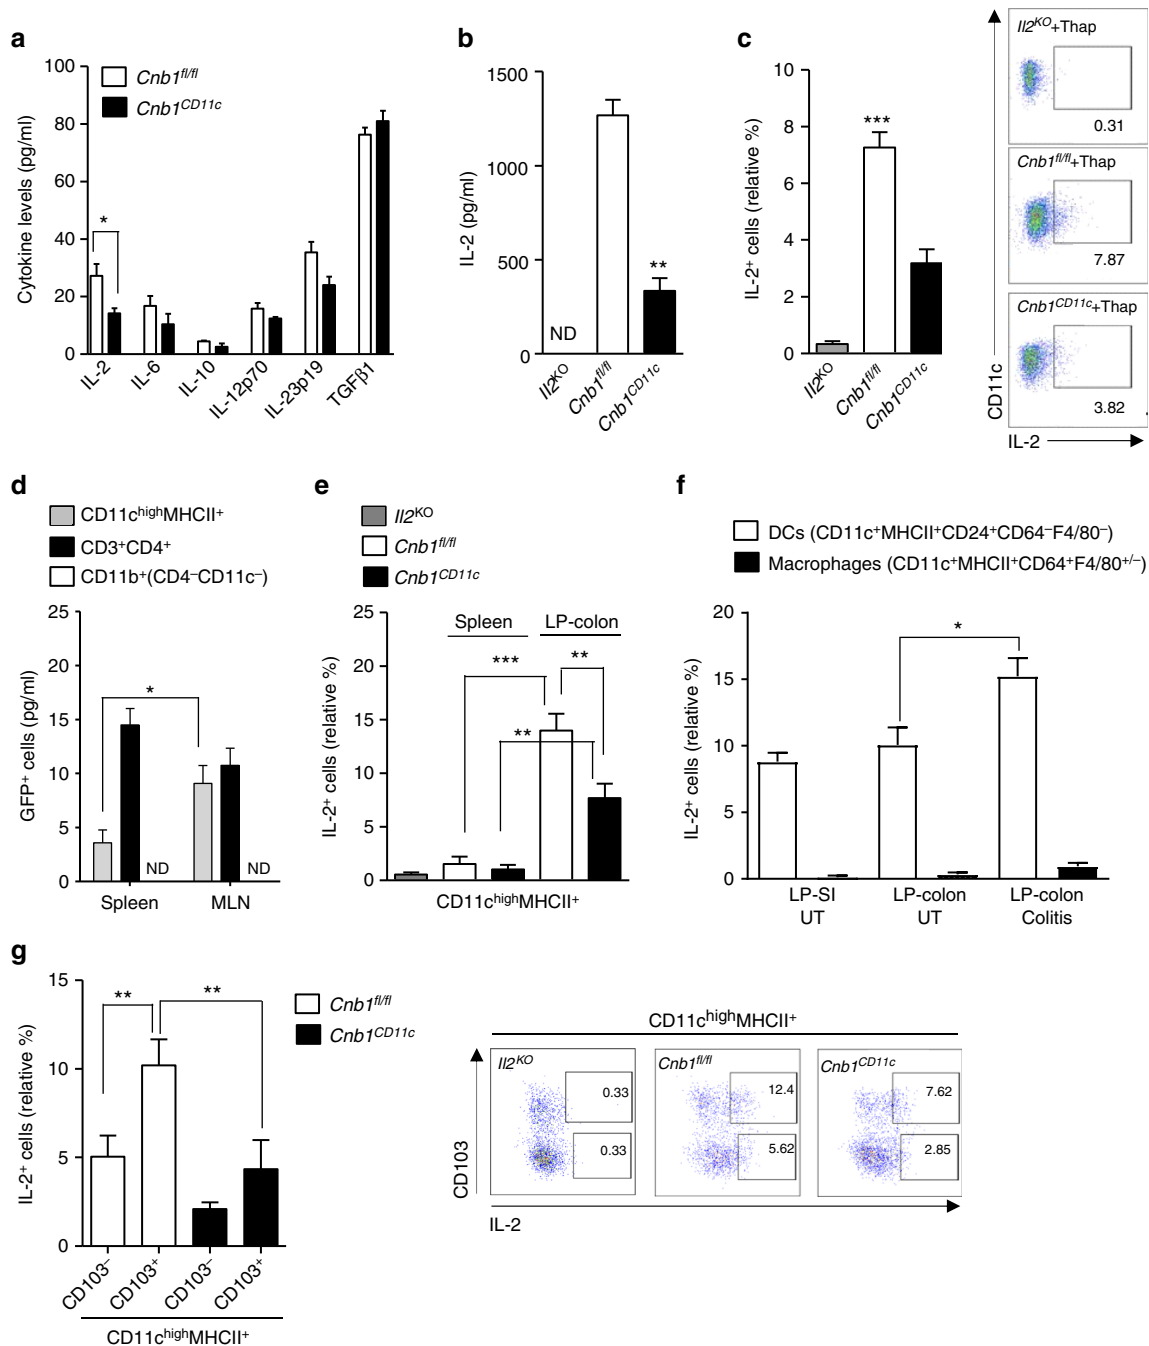 a
100
80
60
40
20
0
Cytokine levels (pg/ml)
Cnb1fl/fl
Cnb1CD11c
*
IL-2
IL-6
IL-10
IL-12p70
IL-23p19
TGFβ1
b
1500
1000
500
0
IL-2 (pg/ml)
ND
**
Il2KO
Cnb1fl/fl
Cnb1CD11c
c
10
8
6
4
2
0
IL-2+ cells (relative %)
***
Il2KO
Cnb1fl/fl
Cnb1CD11c
Il2KO+Thap
0.31
Cnb1fl/fl+Thap
7.87
Cnb1CD11c+Thap
3.82
CD11c
IL-2
d
CD11chighMHCII+
CD3+CD4+
CD11b+(CD4–CD11c–)
25
20
15
10
5
0
GFP+ cells (pg/ml)
*
ND
ND
Spleen
MLN
e
Il2KO
Cnb1fl/fl
Cnb1CD11c
25
20
15
10
5
0
IL-2+ cells (relative %)
Spleen
LP-colon
***
**
**
CD11chighMHCII+
f
DCs (CD11c+MHCII+CD24+CD64–F4/80–)
Macrophages (CD11c+MHCII+CD64+F4/80+/–)
20
15
10
5
0
IL-2+ cells (relative %)
*
LP-SI
UT
LP-colon
UT
LP-colon
Colitis
g
15
10
5
0
IL-2+ cells (relative %)
**
**
Cnb1fl/fl
Cnb1CD11c
CD103–
CD103+
CD103–
CD103+
CD11chighMHCII+
CD11chighMHCII+
Il2KO
0.33
0.33
Cnb1fl/fl
12.4
5.62
Cnb1CD11c
7.62
2.85
CD103
IL-2